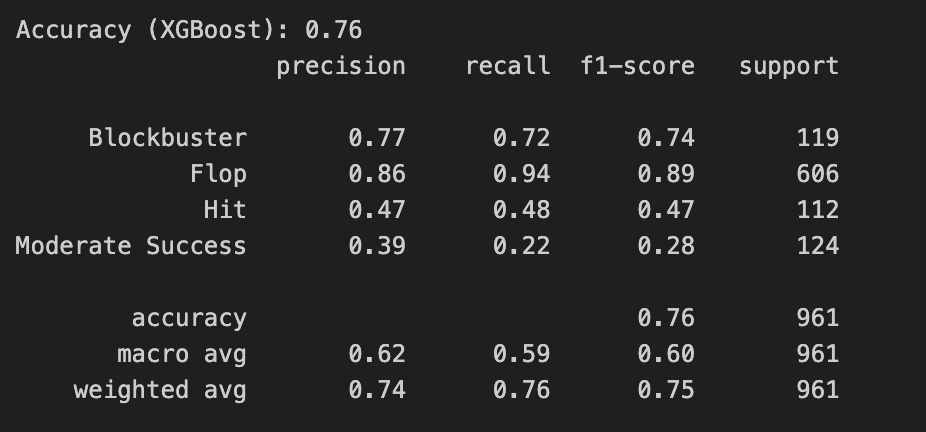 Accuracy (XGBoost): 0.76
precision recall f1-score support
Blockbuster 0.77 0.72 0.74 119
Flop 0.86 0.94 0.89 606
Hit 0.47 0.48 0.47 112
Moderate Success 0.39 0.22 0.28 124
accuracy 0.76 961
macro avg 0.62 0.59 0.60 961
weighted avg 0.74 0.76 0.75 961